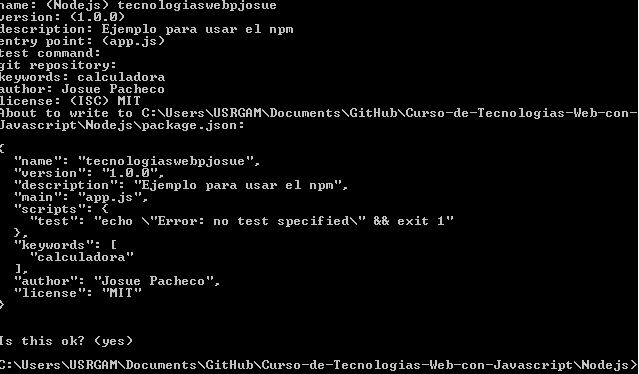 name: (Nodejs) tecnologiaswebpjosue
version: (1.0.0)
description: Ejemplo para usar el npm
entry point: (app.js)
test command:
git repository:
keywords: calculadora
author: Josue Pacheco
license: (ISC) MIT
About to write to C:\Users\USRGAM\Documents\GitHub\Curso-de-Tecnologias-Web-con-
Javascript\Nodejs\package.json:
{
  "name": "tecnologiaswebpjosue",
  "version": "1.0.0",
  "description": "Ejemplo para usar el npm",
  "main": "app.js",
  "scripts": {
    "test": "echo \"Error: no test specified\" && exit 1"
  },
  "keywords": [
    "calculadora"
  ],
  "author": "Josue Pacheco",
  "license": "MIT"
}
Is this ok? (yes)
C:\Users\USRGAM\Documents\GitHub\Curso-de-Tecnologias-Web-con-Javascript\Nodejs>